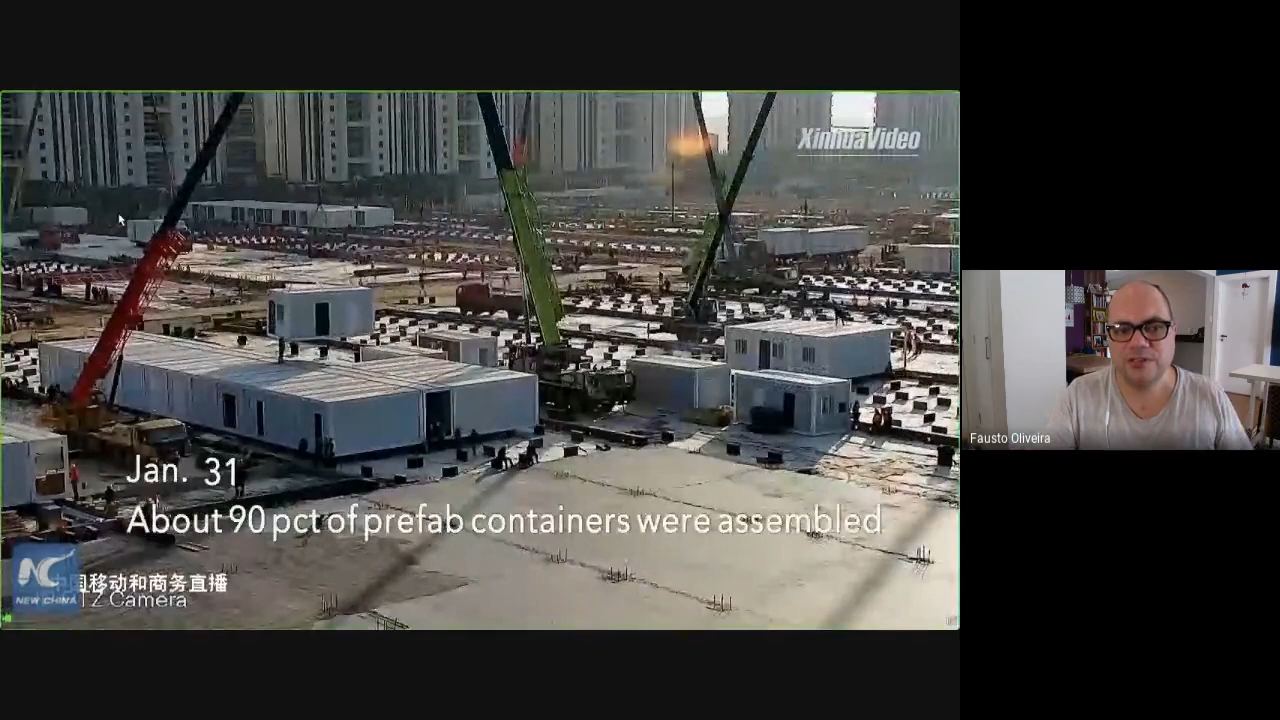 XinhuaVideo
Fausto Oliveira
Jan. 31
About 90 pct of prefab containers were assembled
国移动和商务直播
NEW CHINA
Z Camera